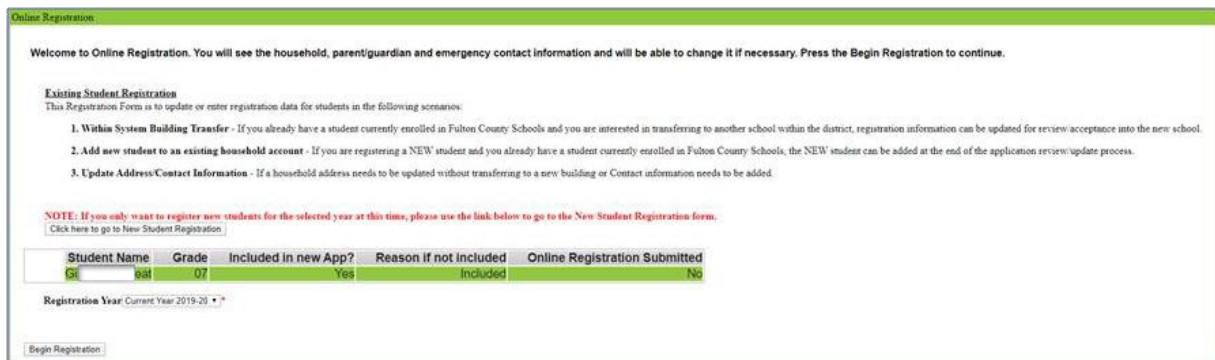 Online Registration
Welcome to Online Registration. You will see the household, parent/guardian and emergency contact information and will be able to change it if necessary. Press the Begin Registration to continue.
Existing Student Registration
This Registration Form is to update or enter registration data for students in the following scenarios:
1. Within System Building Transfer - If you already have a student currently enrolled in Fulton County Schools and you are interested in transferring to another school within the district, registration information can be updated for review/acceptance into the new school.
2. Add new student to an existing household account - If you are registering a NEW student and you already have a student currently enrolled in Fulton County Schools, the NEW student can be added at the end of the application review/update process.
3. Update Address/Contact Information - If a household address needs to be updated without transferring to a new building or Contact information needs to be added.
NOTE: If you only want to register new students for the selected year at this time, please use the link below to go to the New Student Registration form.
Click here to go to New Student Registration
Student Name Grade Included in new App? Reason if not included Online Registration Submitted
Gi eat 07 Yes Included No
Registration Year Current Year 2019-20 *
Begin Registration